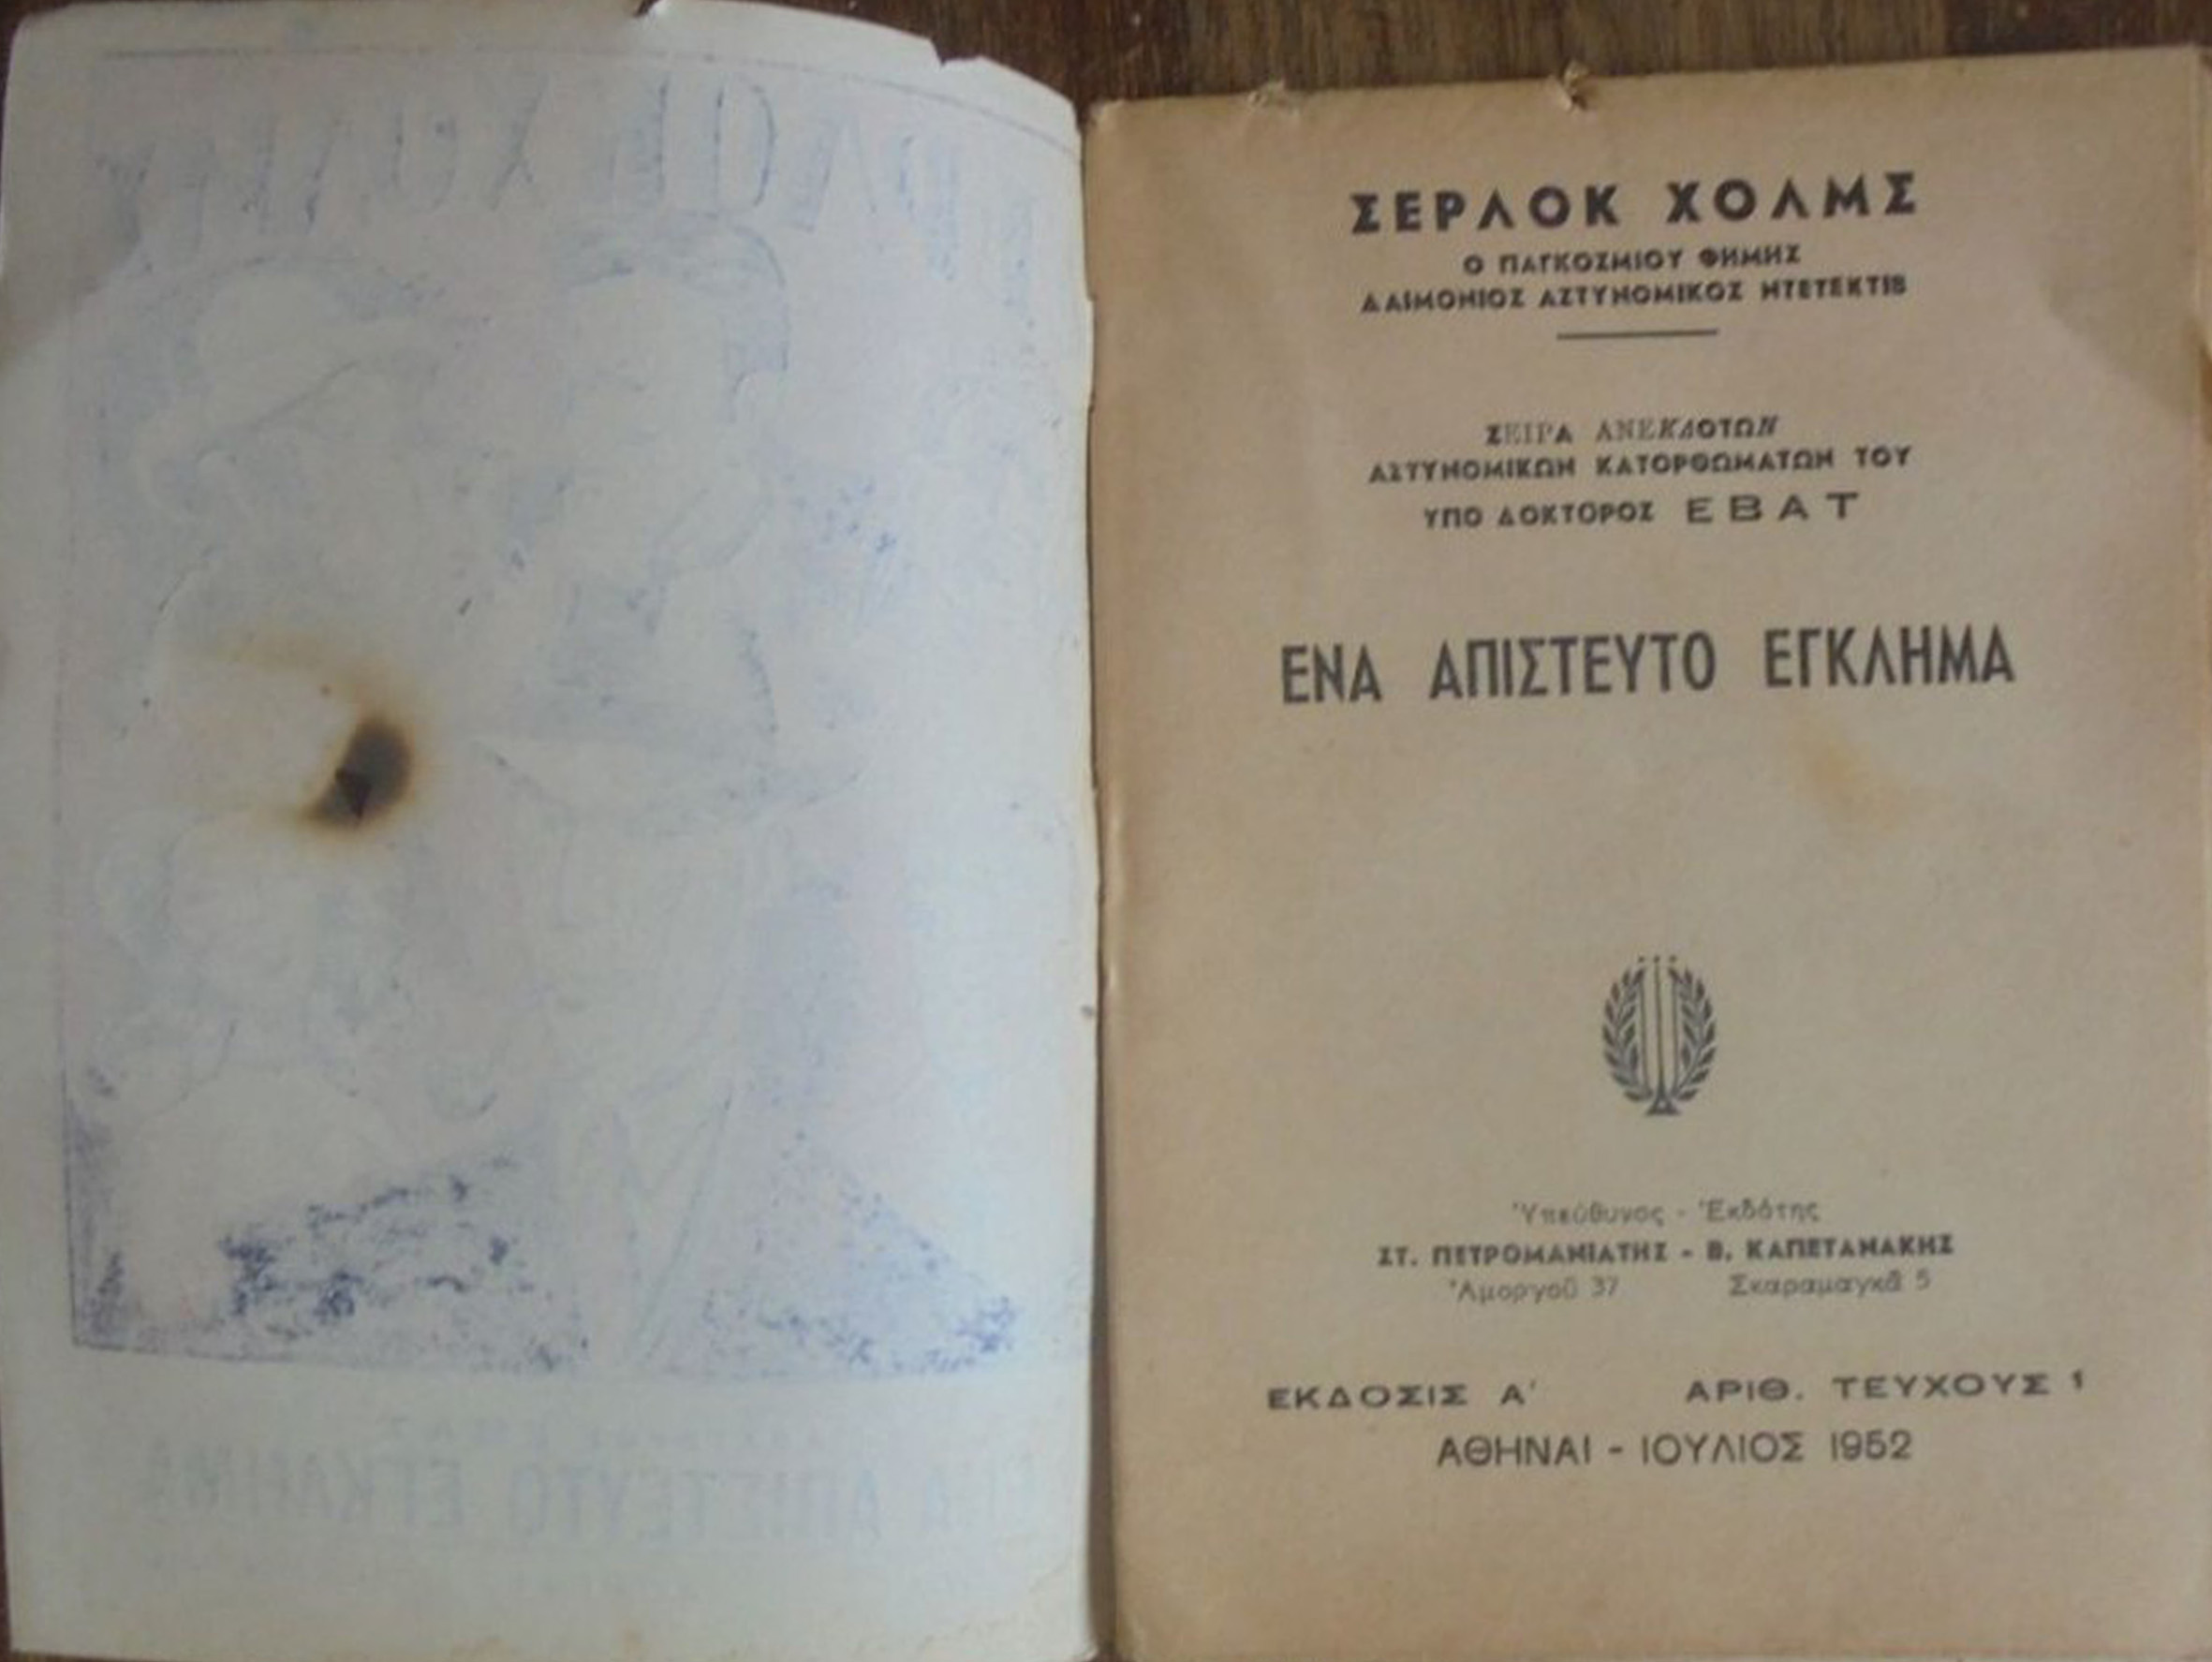 ΣΕΡΛΟΚ ΧΟΛΜΣ
Ο ΠΑΓΚΟΣΜΙΟΥ ΦΗΜΗΣ
ΔΑΙΜΟΝΙΟΣ ΑΣΤΥΝΟΜΙΚΟΣ ΝΤΕΤΕΚΤΙΒ
ΣΕΙΡΑ ΑΝΕΚΔΟΤΩΝ
ΑΣΤΥΝΟΜΙΚΩΝ ΚΑΤΟΡΘΩΜΑΤΩΝ ΤΟΥ
ΥΠΟ ΔΟΚΤΟΡΟΣ ΕΒΑΤ
ΕΝΑ ΑΠΙΣΤΕΥΤΟ ΕΓΚΛΗΜΑ
Ὑπεύθυνος - Ἐκδότης
ΣΤ. ΠΕΤΡΟΜΑΝΙΑΤΗΣ - Β. ΚΑΠΕΤΑΝΑΚΗΣ
Ἀμοργοῦ 37 Σκαραμαγκᾶ 5
ΕΚΔΟΣΙΣ Α' ΑΡΙΘ. ΤΕΥΧΟΥΣ 1
ΑΘΗΝΑΙ - ΙΟΥΛΙΟΣ 1952